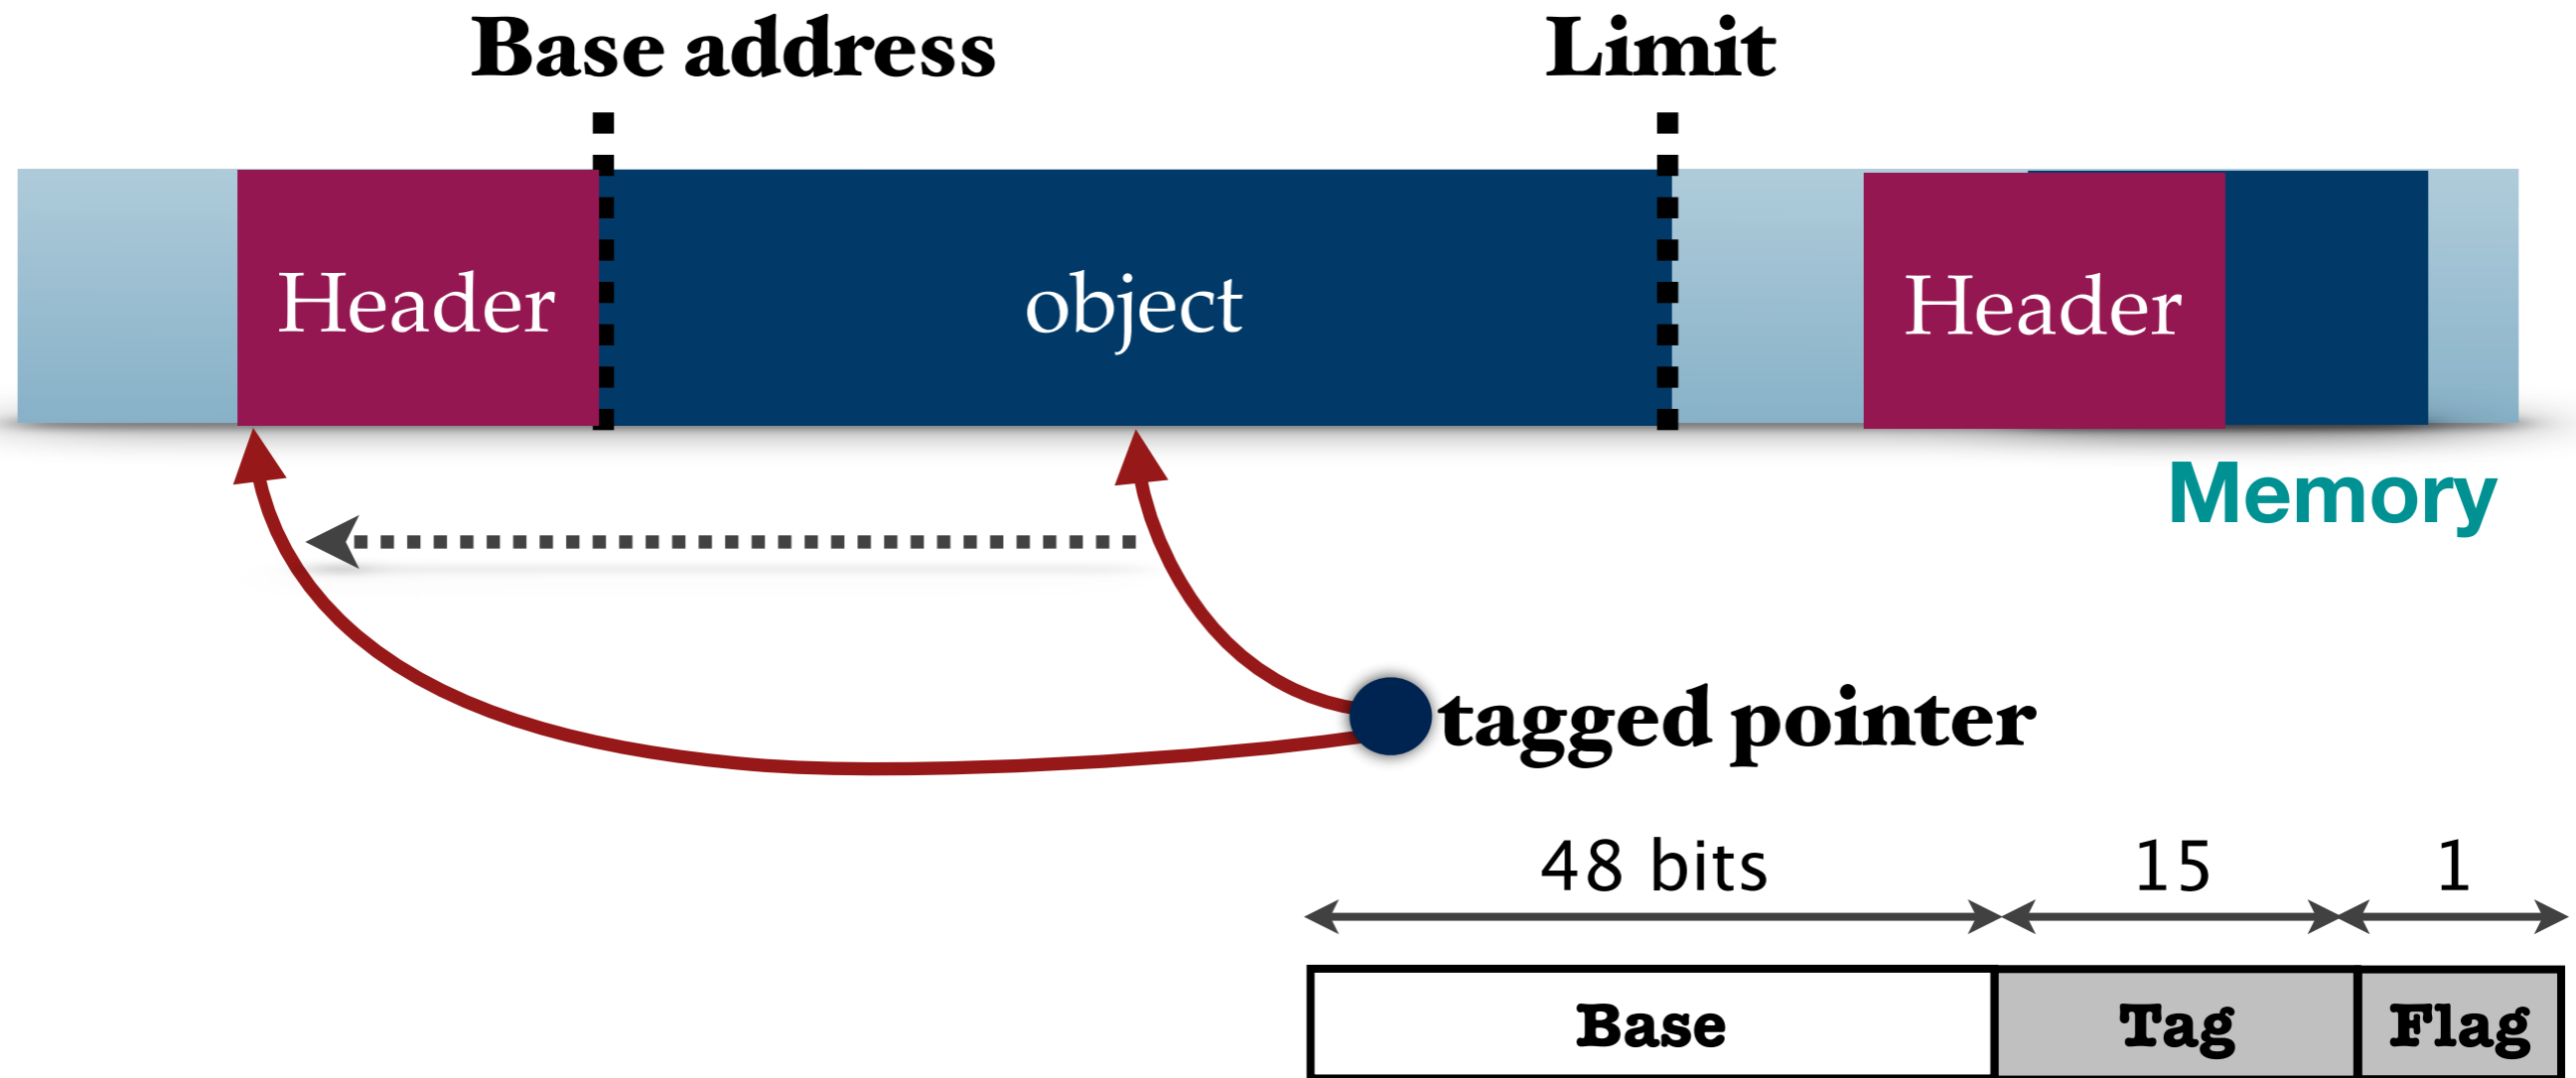 Base address Limit
Header object Header
Memory
tagged pointer
48 bits 15 1
Base Tag Flag